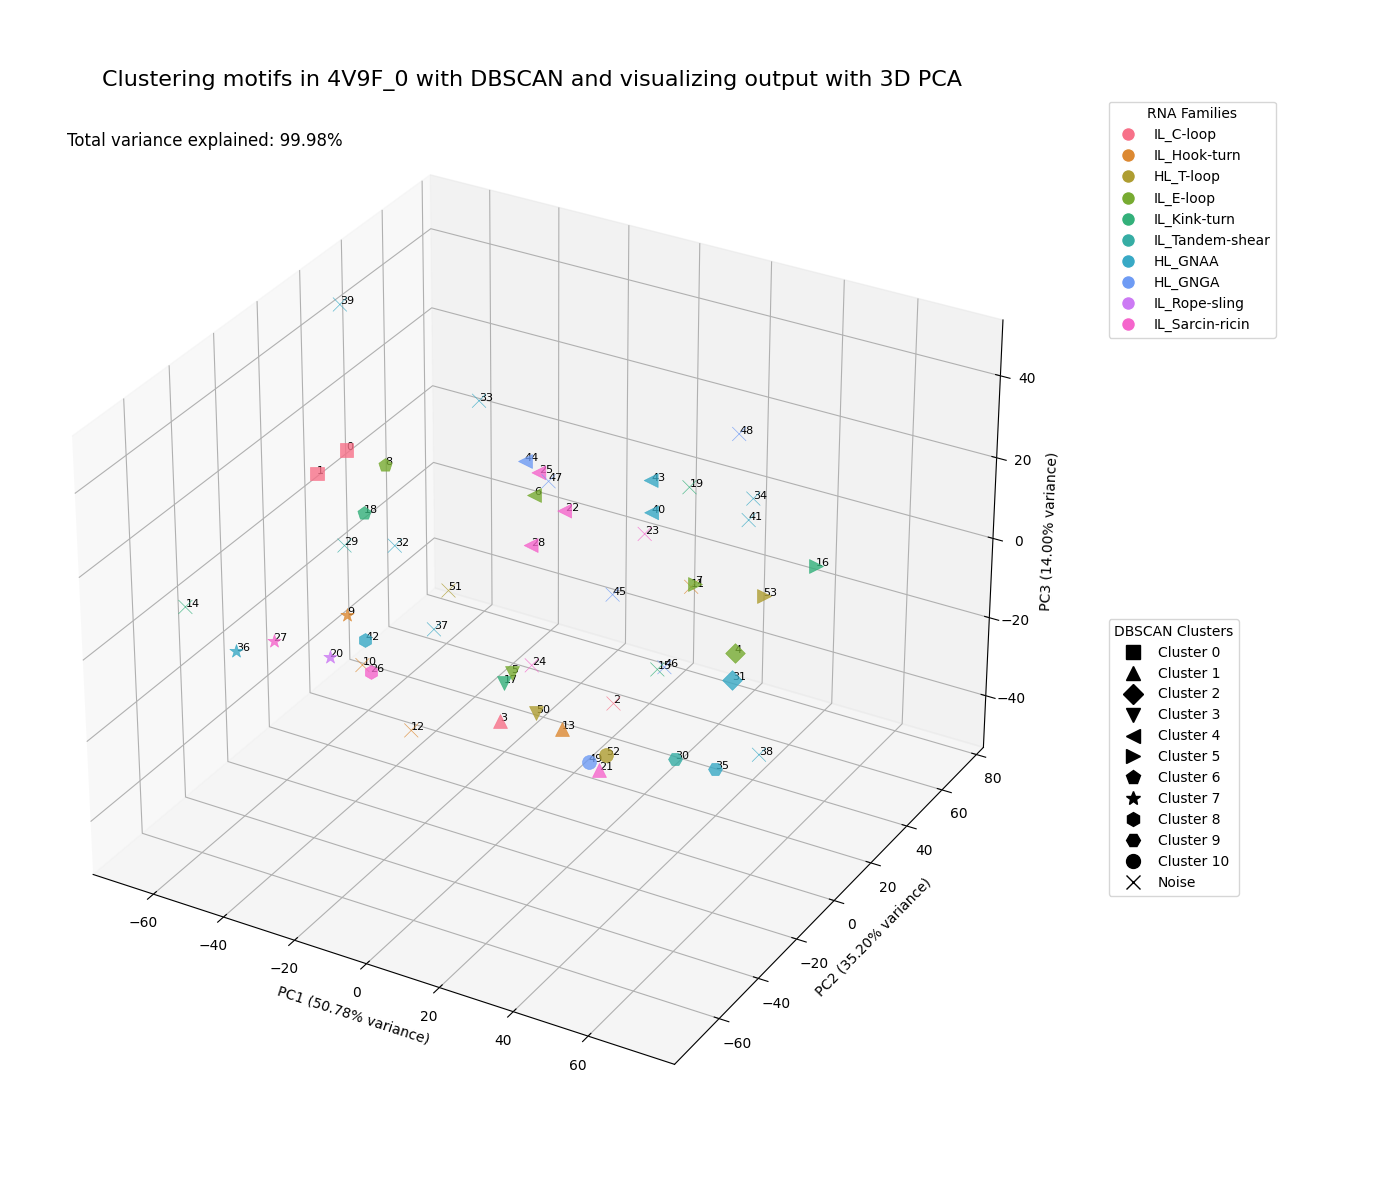 Clustering motifs in 4V9F_0 with DBSCAN and visualizing output with 3D PCA
Total variance explained: 99.98%
RNA Families
IL_C-loop
IL_Hook-turn
HL_T-loop
IL_E-loop
IL_Kink-turn
IL_Tandem-shear
HL_GNAA
HL_GNGA
IL_Rope-sling
IL_Sarcin-ricin
39
33
48
0
1
8
44
25
47
6
22
43
40
19
34
41
23
18
29
32
28
16
7
11
53
51
45
14
9
37
36
27
42
20
10
26
24
5
17
15
46
4
31
2
50
3
13
12
49
52
21
30
35
38
40
20
0
−20
−40
PC3 (14.00% variance)
DBSCAN Clusters
Cluster 0
Cluster 1
Cluster 2
Cluster 3
Cluster 4
Cluster 5
Cluster 6
Cluster 7
Cluster 8
Cluster 9
Cluster 10
Noise
80
60
40
20
0
−20
−40
−60
PC2 (35.20% variance)
−60
−40
−20
0
20
40
60
PC1 (50.78% variance)